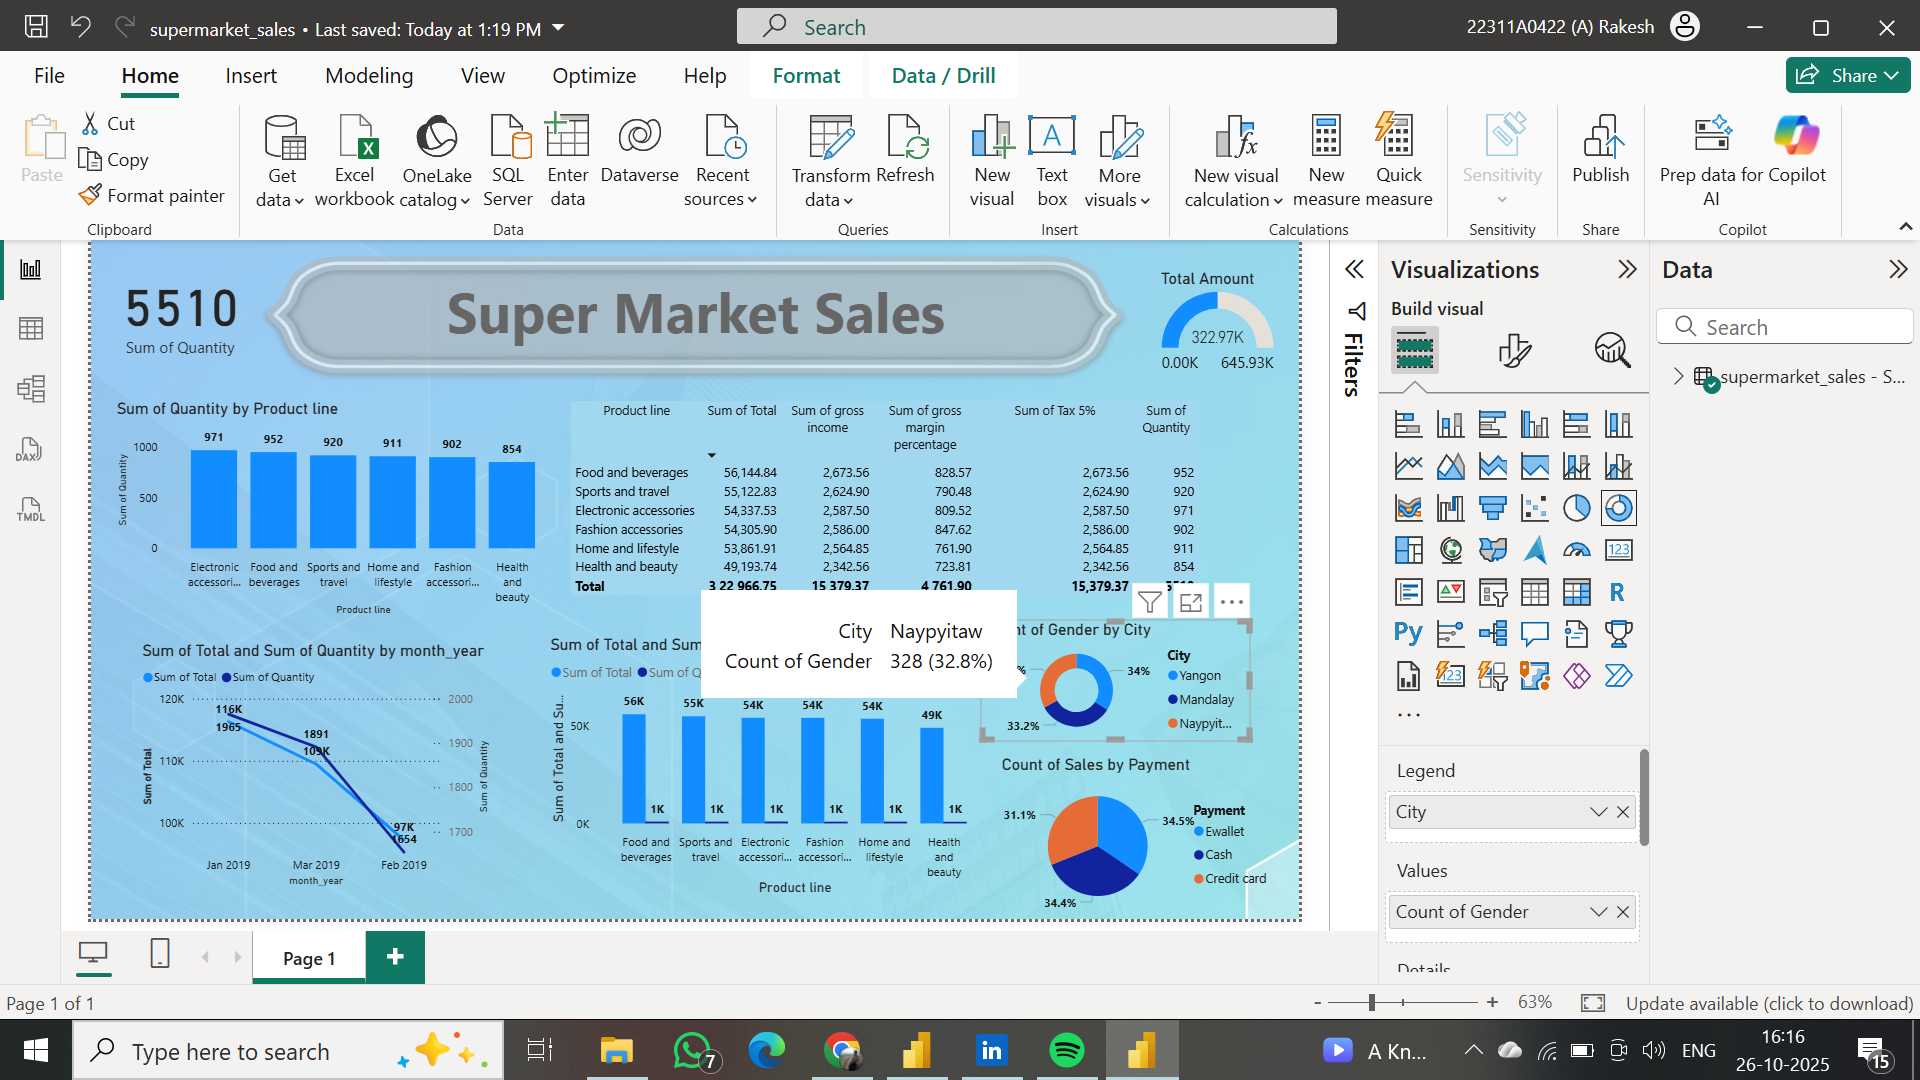 supermarket_sales • Last saved: Today at 1:19 PM
Search
22311A0422 (A) Rakesh
File
Home
Insert
Modeling
View
Optimize
Help
Format
Data / Drill
Share
Paste
Cut
Copy
Format painter
Clipboard
Get data
Excel workbook
OneLake catalog
SQL Server
Enter data
Dataverse
Recent sources
Data
Transform data
Refresh
Queries
New visual
Text box
More visuals
Insert
New visual calculation
New measure
Quick measure
Calculations
Sensitivity
Sensitivity
Publish
Share
Prep data for AI
Copilot
Copilot
DAX
TMDL
5510
Sum of Quantity
Super Market Sales
Total Amount
322.97K
0.00K
645.93K
Sum of Quantity by Product line
Sum of Quantity
1000
500
0
971
952
920
911
902
854
Electronic accessori...
Food and beverages
Sports and travel
Home and lifestyle
Fashion accessori...
Health and beauty
Product line
Product line Sum of Total Sum of gross income Sum of gross margin percentage Sum of Tax 5% Sum of Quantity
Food and beverages 56,144.84 2,673.56 828.57 2,673.56 952
Sports and travel 55,122.83 2,624.90 790.48 2,624.90 920
Electronic accessories 54,337.53 2,587.50 809.52 2,587.50 971
Fashion accessories 54,305.90 2,586.00 847.62 2,586.00 902
Home and lifestyle 53,861.91 2,564.85 761.90 2,564.85 911
Health and beauty 49,193.74 2,342.56 723.81 2,342.56 854
Total 3,22,966.75 15,379.37 4,761.90 15,379.37 5510
Sum of Total and Sum of Quantity by month_year
Sum of Total
Sum of Quantity
Sum of Total
120K
110K
100K
116K
1965
1891
109K
97K
1654
2000
1900
1800
1700
Sum of Quantity
Jan 2019
Mar 2019
Feb 2019
month_year
Sum of Total and Sum
Sum of Total
Sum of Q
Sum of Total and Su...
50K
0K
56K
55K
54K
54K
54K
49K
1K
1K
1K
1K
1K
1K
Food and beverages
Sports and travel
Electronic accessori...
Fashion accessori...
Home and lifestyle
Health and beauty
Product line
City Naypyitaw
Count of Gender 328 (32.8%)
nt of Gender by City
%
34%
33.2%
City
Yangon
Mandalay
Naypyit...
Count of Sales by Payment
31.1%
34.5%
34.4%
Payment
Ewallet
Cash
Credit card
Filters
Visualizations
Build visual
123
R
Py
123
...
Legend
City
Values
Count of Gender
Details
Data
Search
supermarket_sales - S...
Page 1
Page 1 of 1
- + 63%
Update available (click to download)
Type here to search
7
in
A Kn...
ENG
16:16
26-10-2025
15